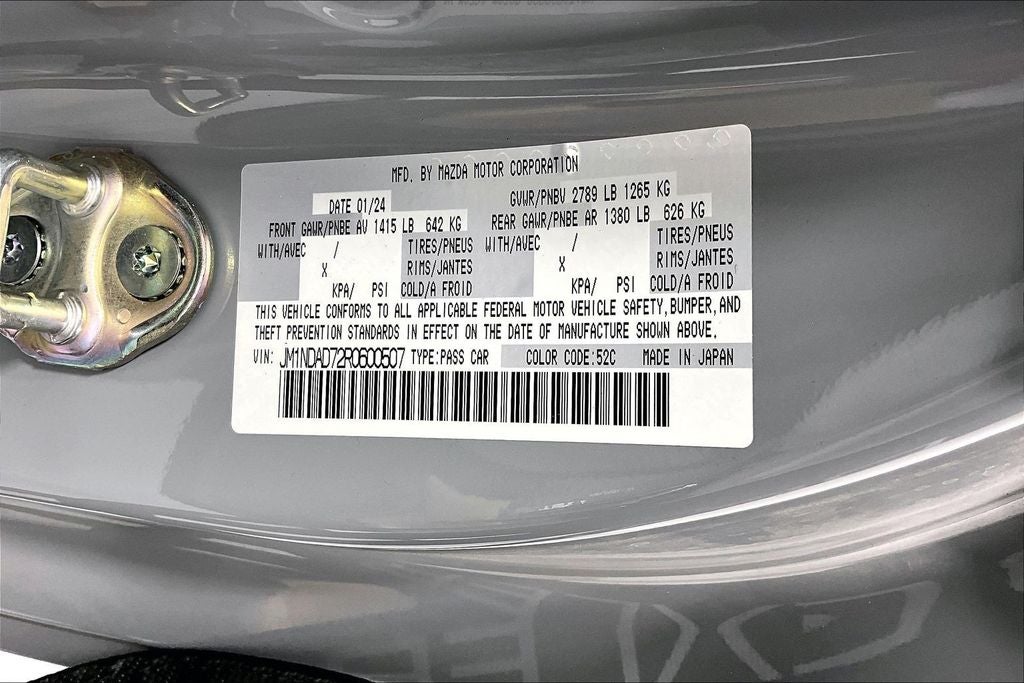 MFD. BY MAZDA MOTOR CORPORATION
DATE 01/24 GVWR/PNBV 2789 LB 1265 KG
FRONT GAWR/PNBE AV 1415 LB 642 KG REAR GAWR/PNBE AR 1380 LB 626 KG
WITH/AVEC / TIRES/PNEUS WITH/AVEC / TIRES/PNEUS
X RIMS/JANTES X RIMS/JANTES
KPA/ PSI COLD/A FROID KPA/ PSI COLD/A FROID
THIS VEHICLE CONFORMS TO ALL APPLICABLE FEDERAL MOTOR VEHICLE SAFETY, BUMPER, AND
THEFT PREVENTION STANDARDS IN EFFECT ON THE DATE OF MANUFACTURE SHOWN ABOVE.
VIN: JM1NDAD72R0600507 TYPE:PASS CAR COLOR CODE:52C MADE IN JAPAN